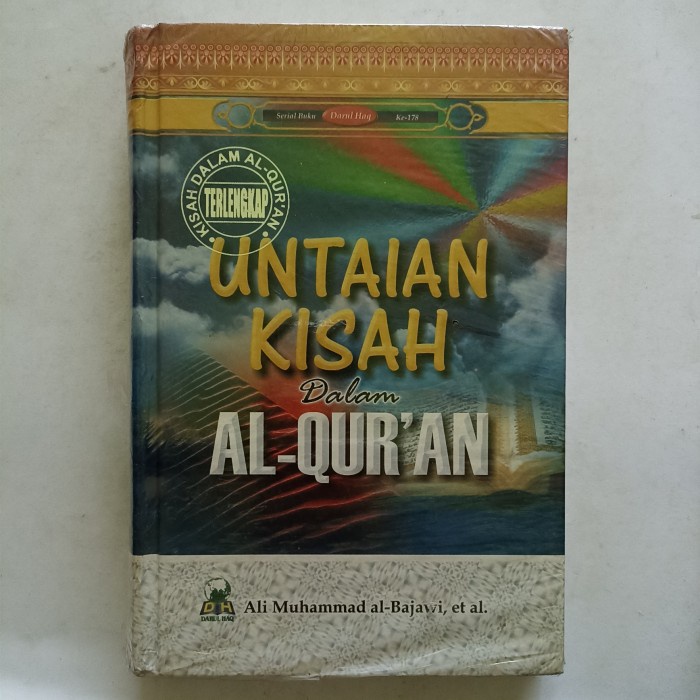 Serial Buku Darul Haq Ke-178
• KISAH DALAM AL-QUR'AN •
TERLENGKAP
UNTAIAN
KISAH
Dalam
AL-QUR'AN
DH
DARUL HAQ
Ali Muhammad al-Bajawi, et al.